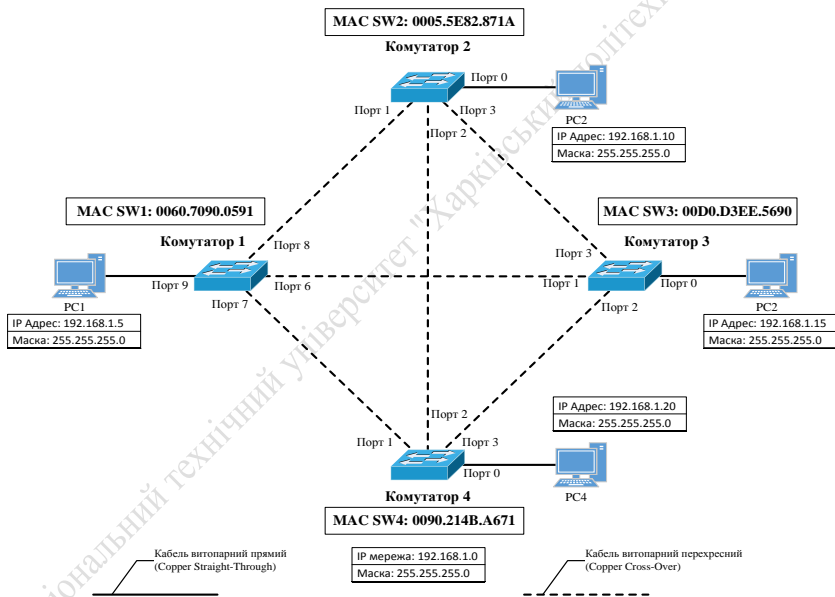 MAC SW2: 0005.5E82.871A
Комутатор 2
Порт 0
Порт 1
Порт 3
Порт 2
PC2
IP Адрес: 192.168.1.10
Маска: 255.255.255.0
MAC SW1: 0060.7090.0591
MAC SW3: 00D0.D3EE.5690
Комутатор 1
Комутатор 3
Порт 8
Порт 3
Порт 9
Порт 6
Порт 1
Порт 0
Порт 7
Порт 2
PC1
PC2
IP Адрес: 192.168.1.5
Маска: 255.255.255.0
IP Адрес: 192.168.1.15
Маска: 255.255.255.0
IP Адрес: 192.168.1.20
Маска: 255.255.255.0
Порт 2
Порт 1
Порт 3
Порт 0
Комутатор 4
PC4
MAC SW4: 0090.214B.A671
IP мережа: 192.168.1.0
Маска: 255.255.255.0
Кабель витопарний прямий
(Copper Straight-Through)
Кабель витопарний перехресний
(Copper Cross-Over)
технічний університет "Харківський